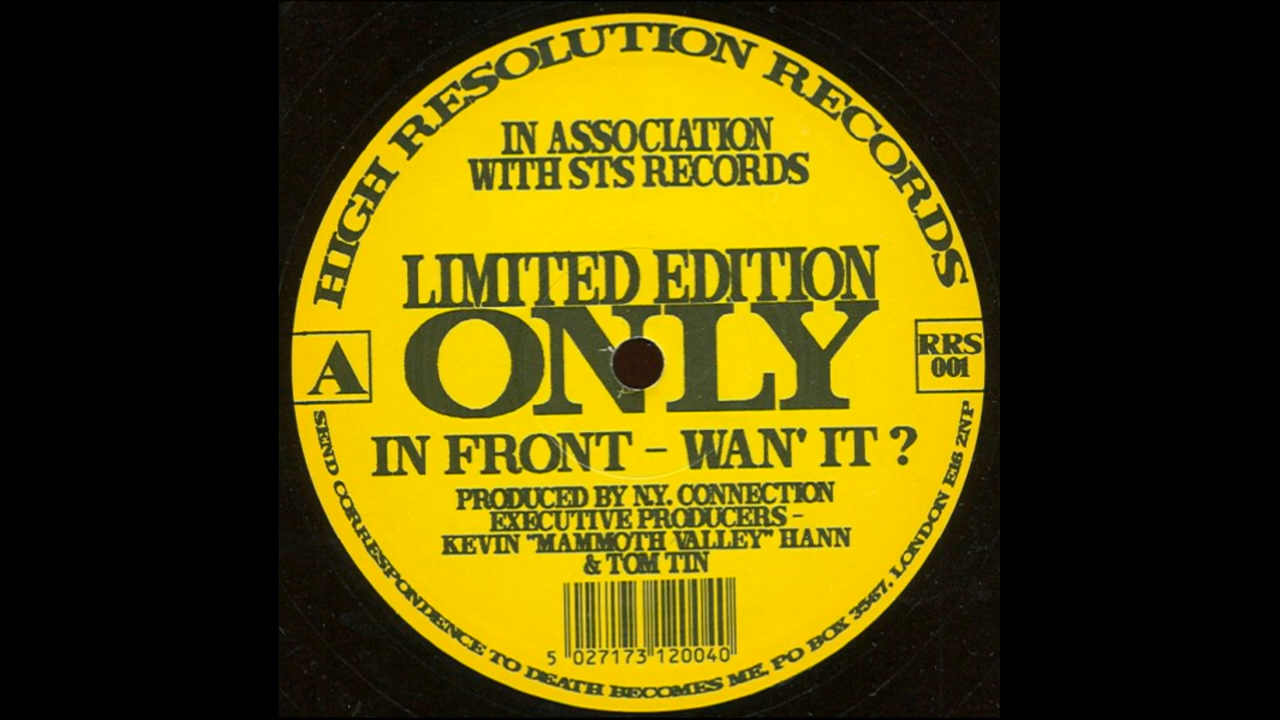 HIGH RESOLUTION RECORDS
IN ASSOCIATION
WITH STS RECORDS
LIMITED EDITION
ONLY
A
RRS
001
IN FRONT - WAN' IT ?
PRODUCED BY N.Y. CONNECTION
EXECUTIVE PRODUCERS -
KEVIN "MAMMOTH VALLEY" HANN
& TOM TIN
5 027173 120040
SEND CORRESPONDENCE TO DEATH BECOMES ME, PO BOX 3567, LONDON E16 2NP